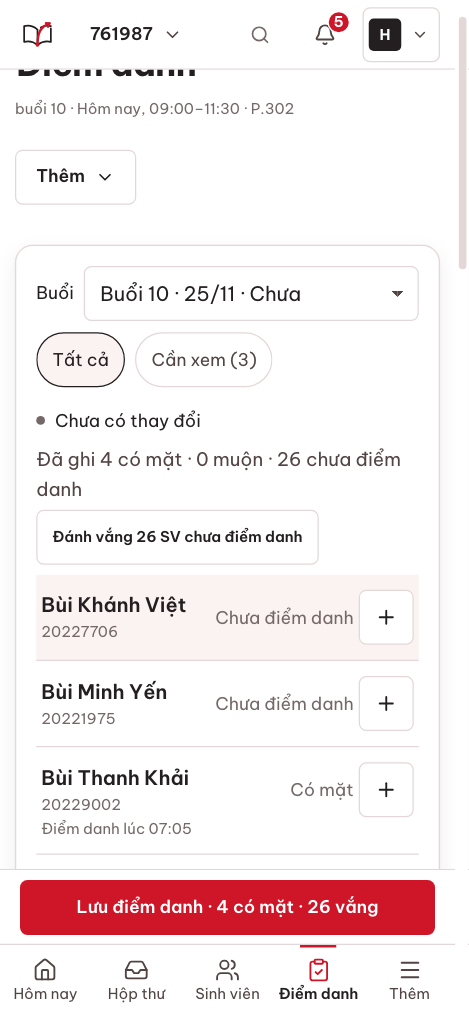 761987
5
H
Điểm danh
buổi 10 · Hôm nay, 09:00–11:30 · P.302
Thêm
Buổi
Buổi 10 · 25/11 · Chưa
Tất cả
Cần xem (3)
Chưa có thay đổi
Đã ghi 4 có mặt · 0 muộn · 26 chưa điểm
danh
Đánh vắng 26 SV chưa điểm danh
Bùi Khánh Việt
20227706
Chưa điểm danh
Bùi Minh Yến
20221975
Chưa điểm danh
Bùi Thanh Khải
20229002
Điểm danh lúc 07:05
Có mặt
Lưu điểm danh · 4 có mặt · 26 vắng
Hôm nay
Hộp thư
Sinh viên
Điểm danh
Thêm